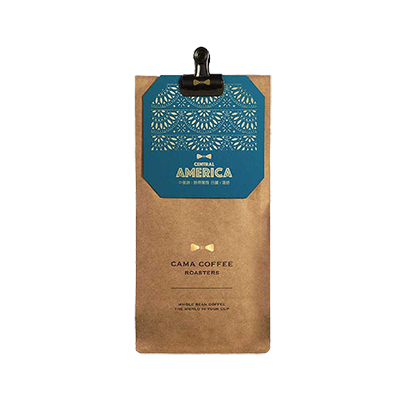 CENTRAL
AMERICA
CAMA COFFEE
ROASTERS
WHOLE BEAN COFFEE
THE WORLD IN YOUR CUP